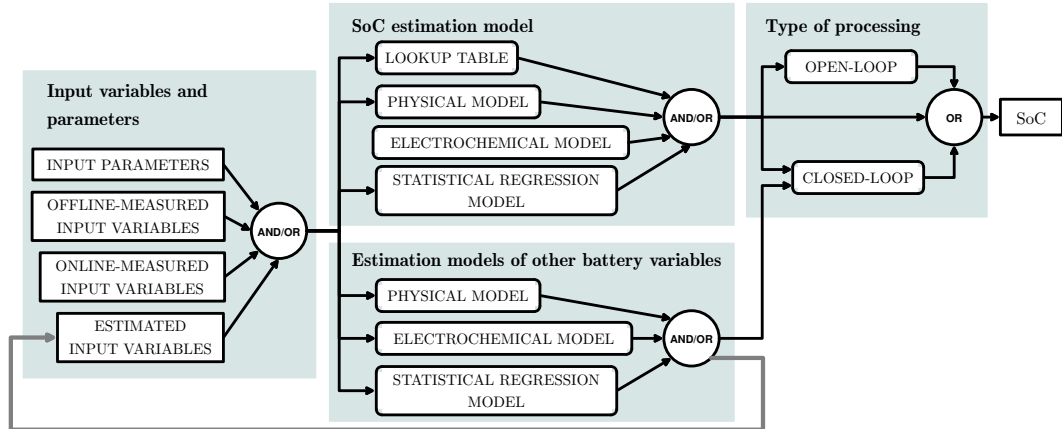 Input variables and
parameters
INPUT PARAMETERS
OFFLINE-MEASURED
INPUT VARIABLES
ONLINE-MEASURED
INPUT VARIABLES
ESTIMATED
INPUT VARIABLES
AND/OR
SoC estimation model
LOOKUP TABLE
PHYSICAL MODEL
ELECTROCHEMICAL MODEL
STATISTICAL REGRESSION
MODEL
AND/OR
Estimation models of other battery variables
PHYSICAL MODEL
ELECTROCHEMICAL MODEL
STATISTICAL REGRESSION
MODEL
AND/OR
Type of processing
OPEN-LOOP
CLOSED-LOOP
OR
SoC